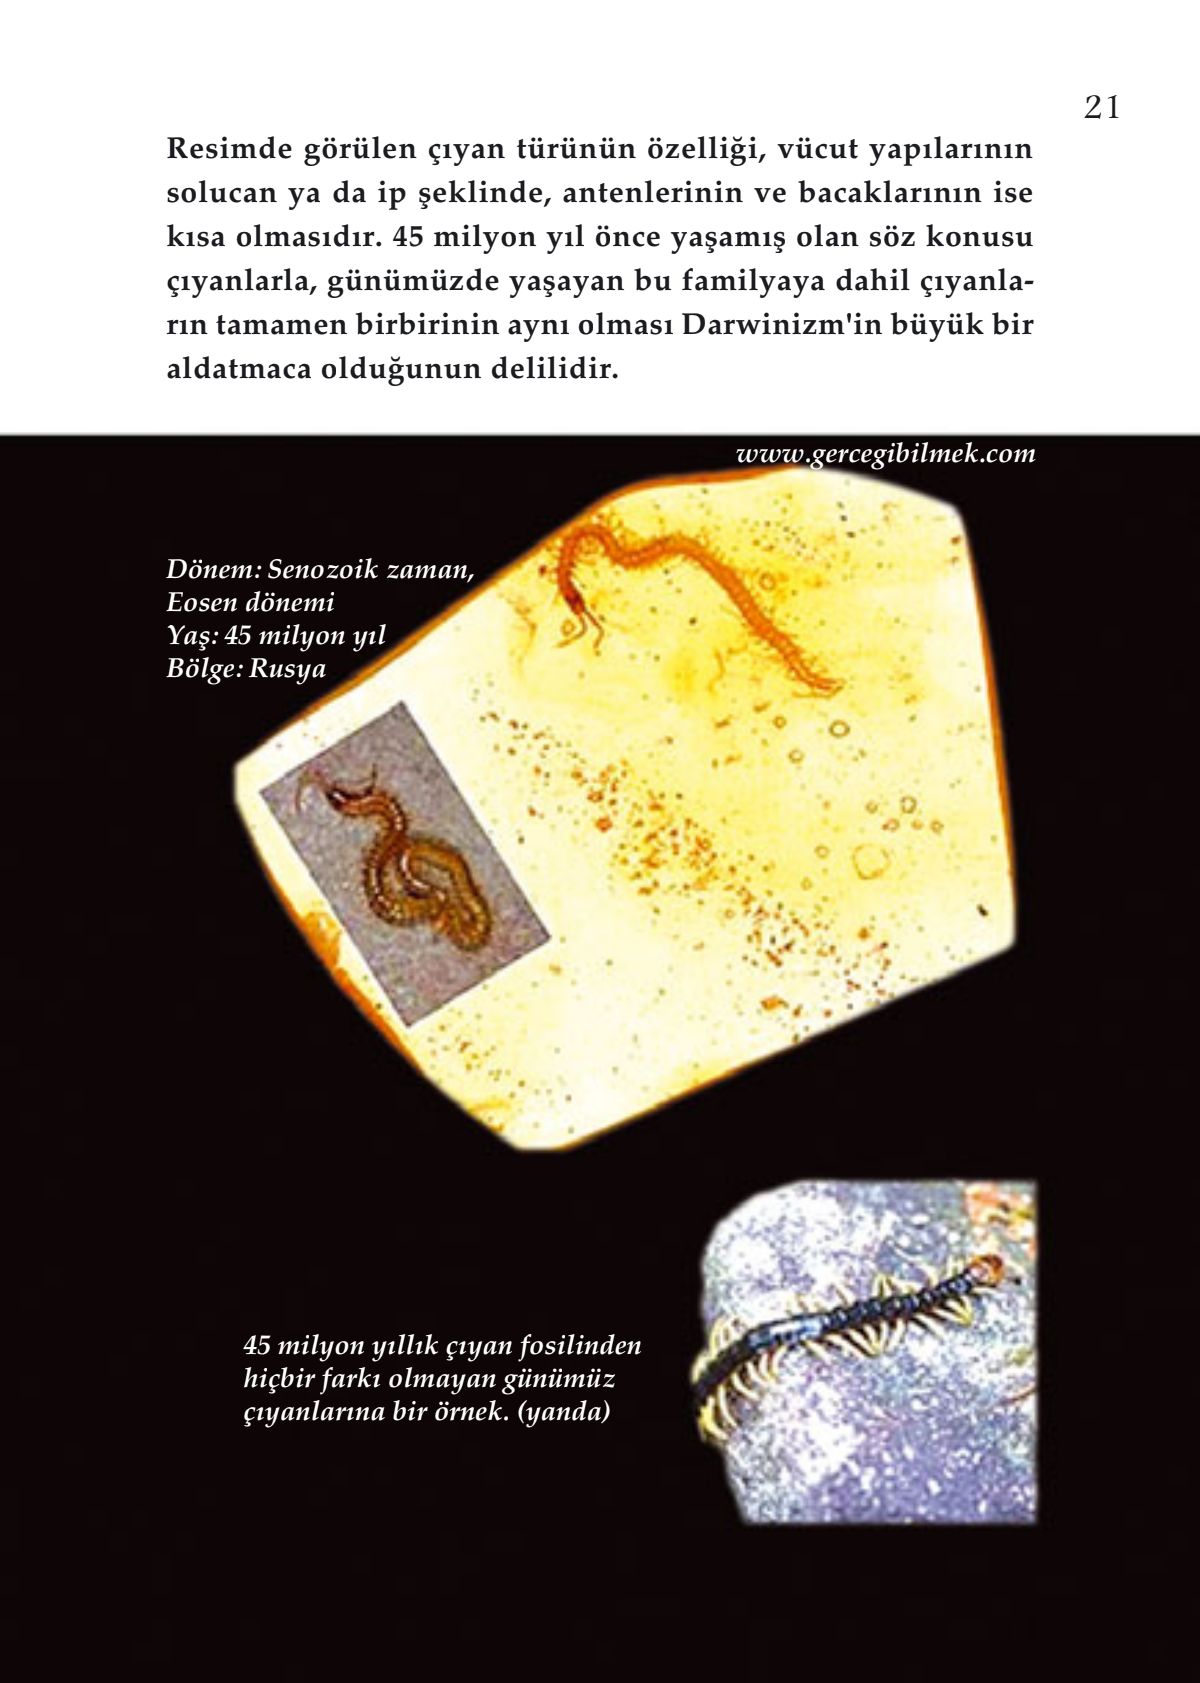 21
Resimde görülen çıyan türünün özelliği, vücut yapılarının
solucan ya da ip şeklinde, antenlerinin ve bacaklarının ise
kısa olmasıdır. 45 milyon yıl önce yaşamış olan söz konusu
çıyanlarla, günümüzde yaşayan bu familyaya dahil çıyanla-
rın tamamen birbirinin aynı olması Darwinizm'in büyük bir
aldatmaca olduğunun delilidir.
www.gercegibilmek.com
Dönem: Senozoik zaman,
Eosen dönemi
Yaş: 45 milyon yıl
Bölge: Rusya
45 milyon yıllık çıyan fosilinden
hiçbir farkı olmayan günümüz
çıyanlarına bir örnek. (yanda)